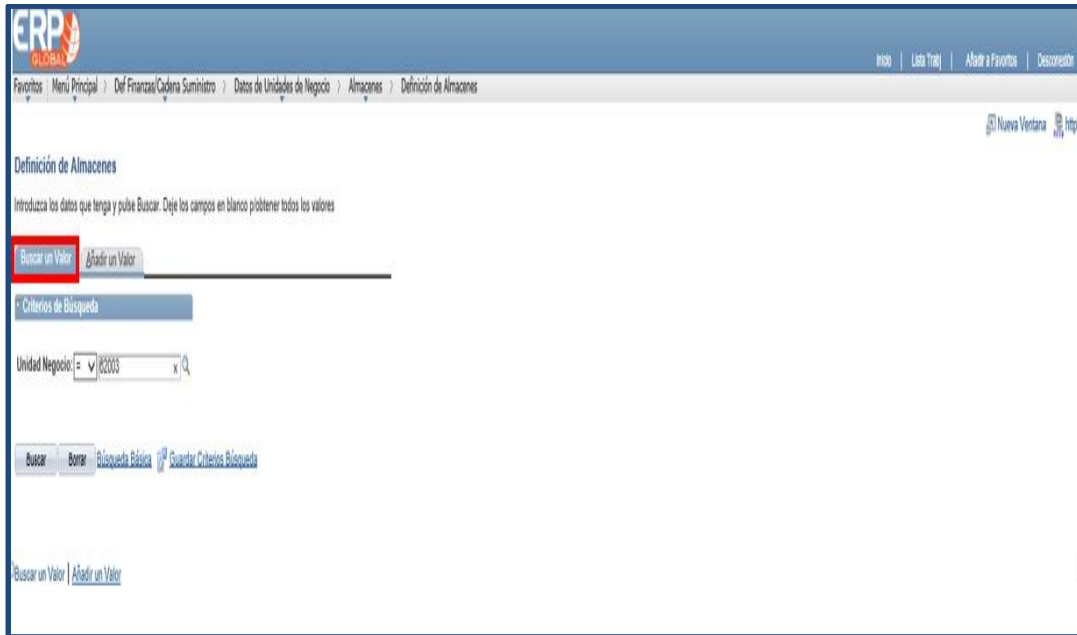 ERP
GLOBAL
Inicio | Lista Trabj | Añadir a Favoritos | Desconexión
Favoritos | Menú Principal > Def Finanzas/Cadena Suministro > Datos de Unidades de Negocio > Almacenes > Definición de Almacenes
Nueva Ventana http
Definición de Almacenes
Introduzca los datos que tenga y pulse Buscar. Deje los campos en blanco p/obtener todos los valores
Buscar un Valor Añadir un Valor
Criterios de Búsqueda
Unidad Negocio: = 62003 x
Buscar Borrar Búsqueda Básica Guardar Criterios Búsqueda
Buscar un Valor | Añadir un Valor